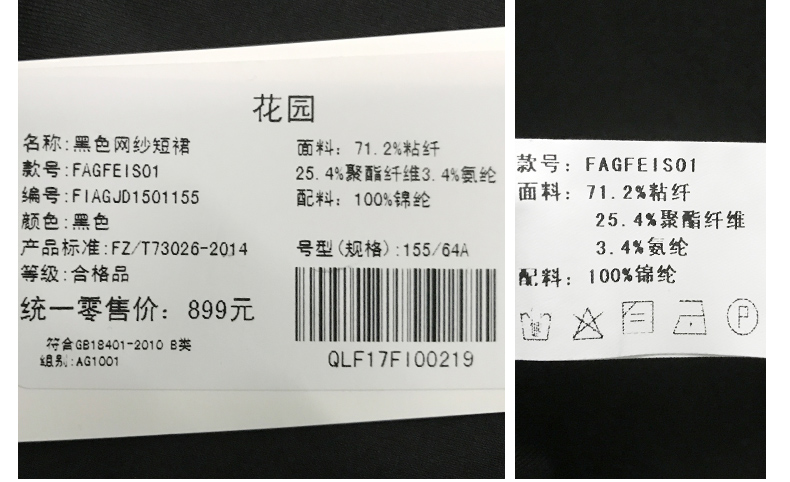 花园
名称:黑色网纱短裙
款号:FAGFEIS01
编号:FIAGJD1501155
颜色:黑色
产品标准:FZ/T73026-2014
等级:合格品
统一零售价: 899元
符合GB18401-2010 B类
组别:AG1001
面料: 71.2%粘纤
25.4%聚酯纤维3.4%氨纶
配料: 100%锦纶
号型(规格):155/64A
QLF17FI00219
款号: FAGFEIS01
面料: 71.2%粘纤
25.4%聚酯纤维
3.4%氨纶
配料: 100%锦纶
P